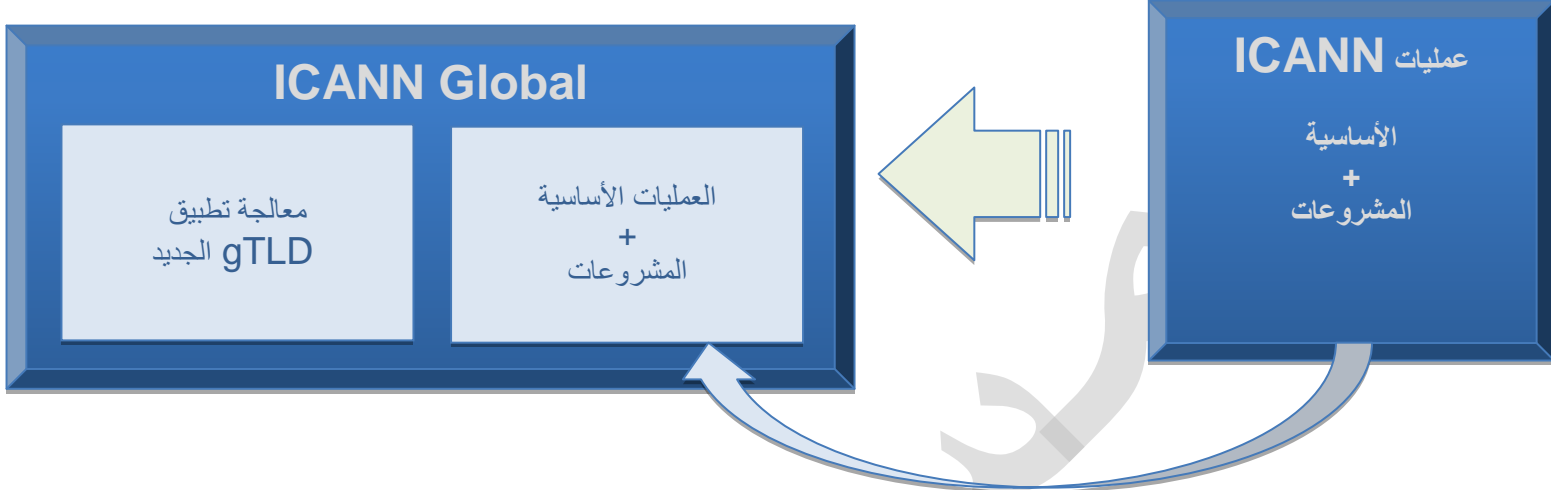 عمليات ICANN
الأساسية
+
المشروعات
ICANN Global
العمليات الأساسية
+
المشروعات
معالجة تطبيق
gTLD الجديد